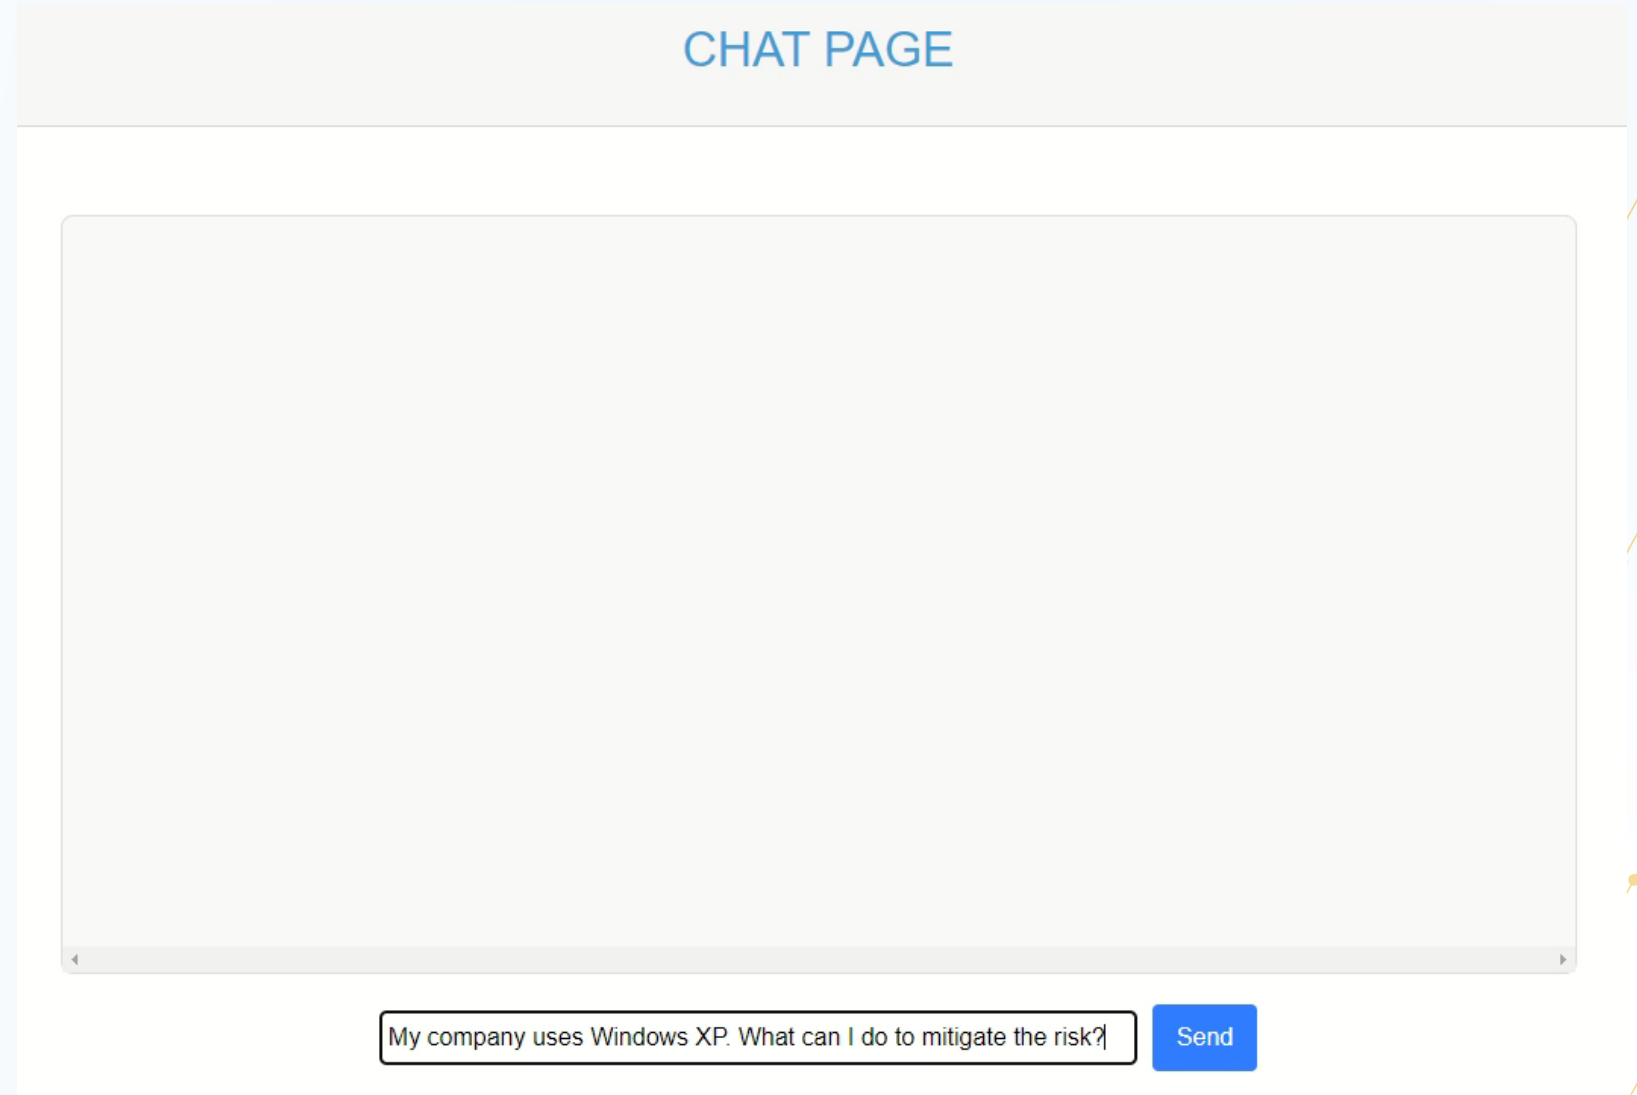 CHAT PAGE
My company uses Windows XP. What can I do to mitigate the risk?
Send